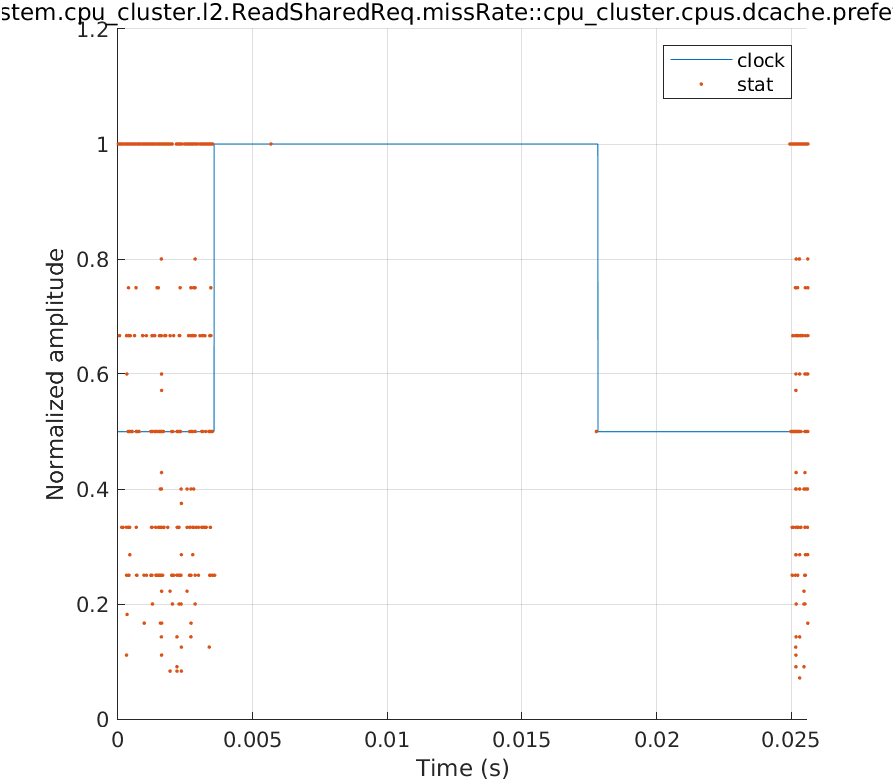 stem.cpu_cluster.l2.ReadSharedReq.missRate::cpu_cluster.cpus.dcache.prefe
1.2
1
0.8
0.6
0.4
0.2
0
Normalized amplitude
clock
stat
0 0.005 0.01 0.015 0.02 0.025
Time (s)